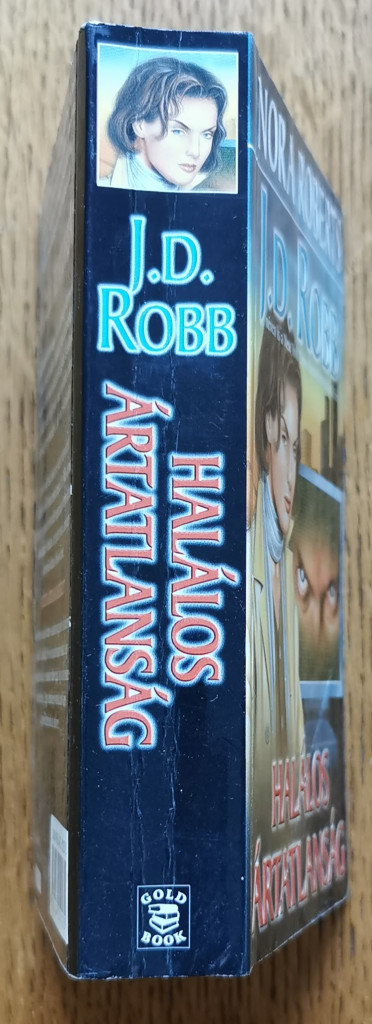 J.D.
ROBB
HALÁLOS
ÁRTATLANSÁG
GOLD
BOOK
NORA ROBERTS
J.D. ROBB
HALÁLOS
ÁRTATLANSÁG